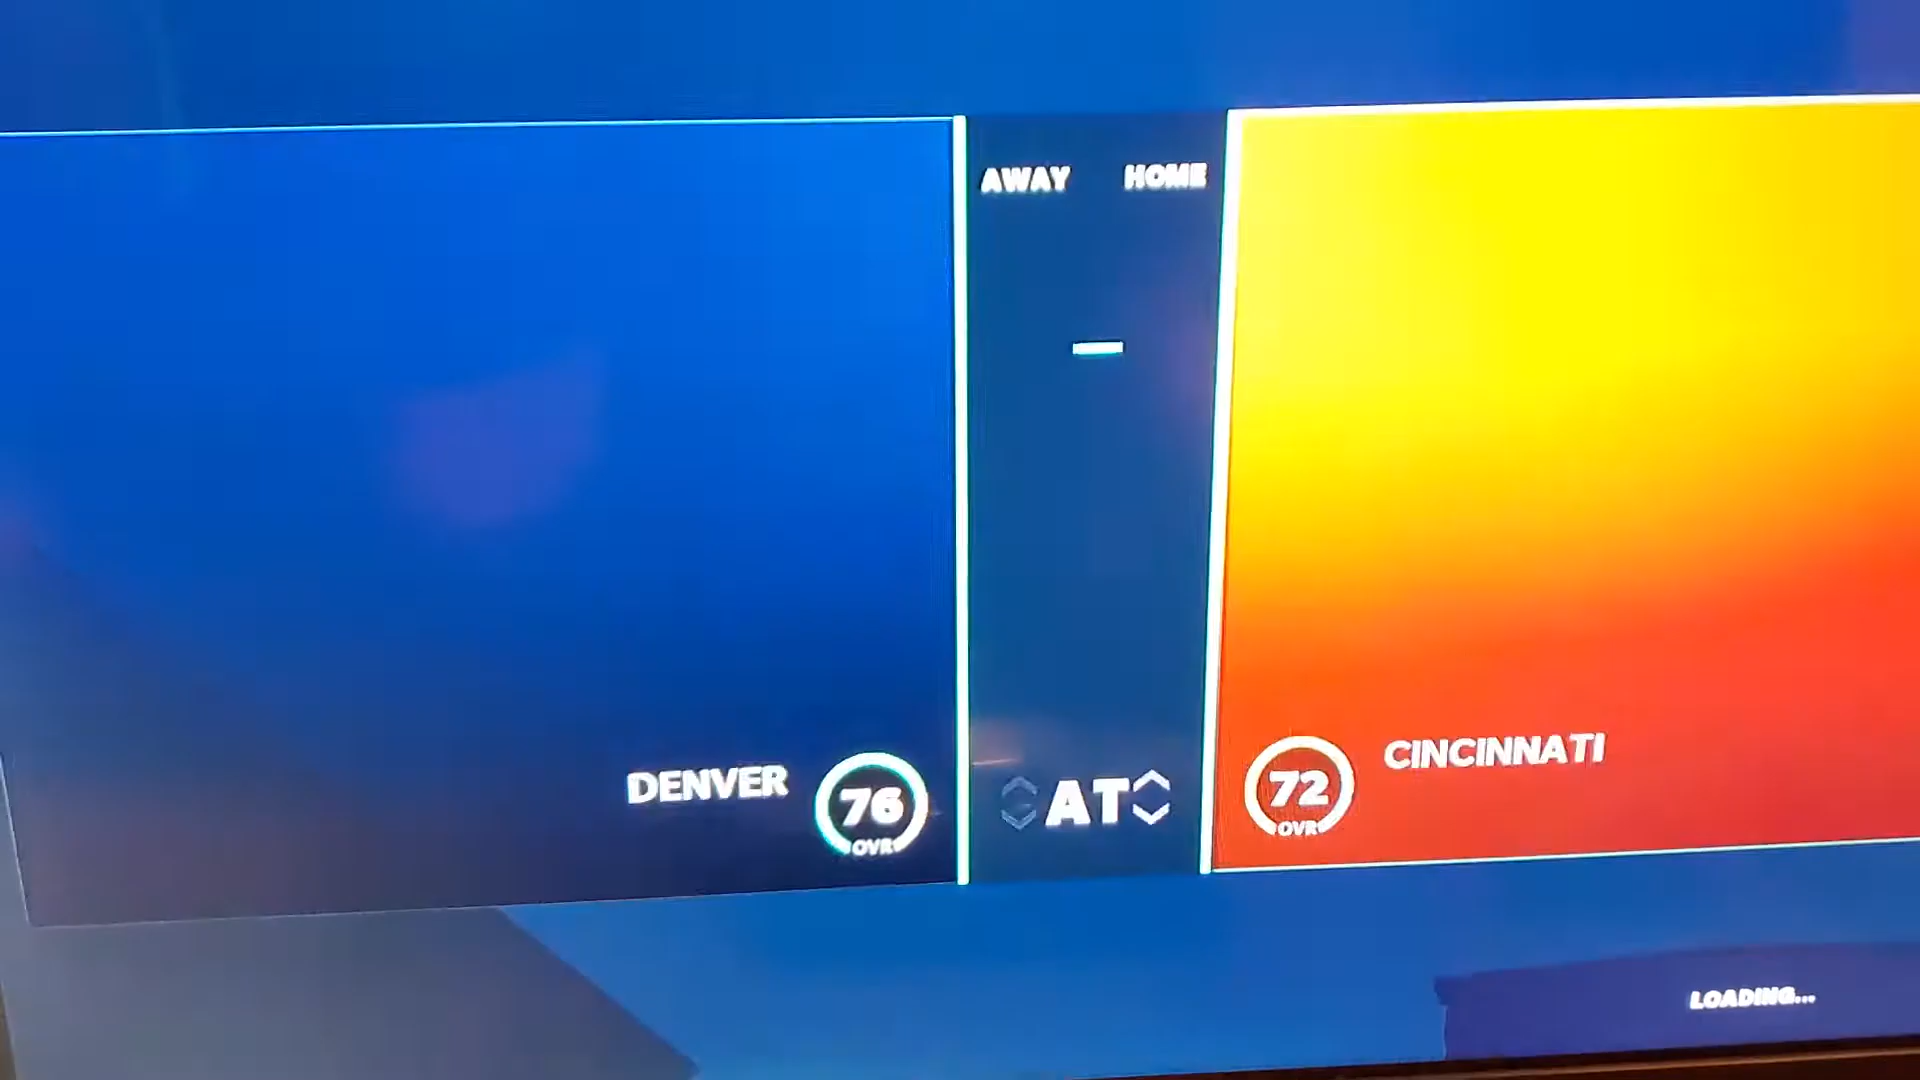 AWAY HOME
DENVER 76 OVR
AT
72 OVR CINCINNATI
LOADING...